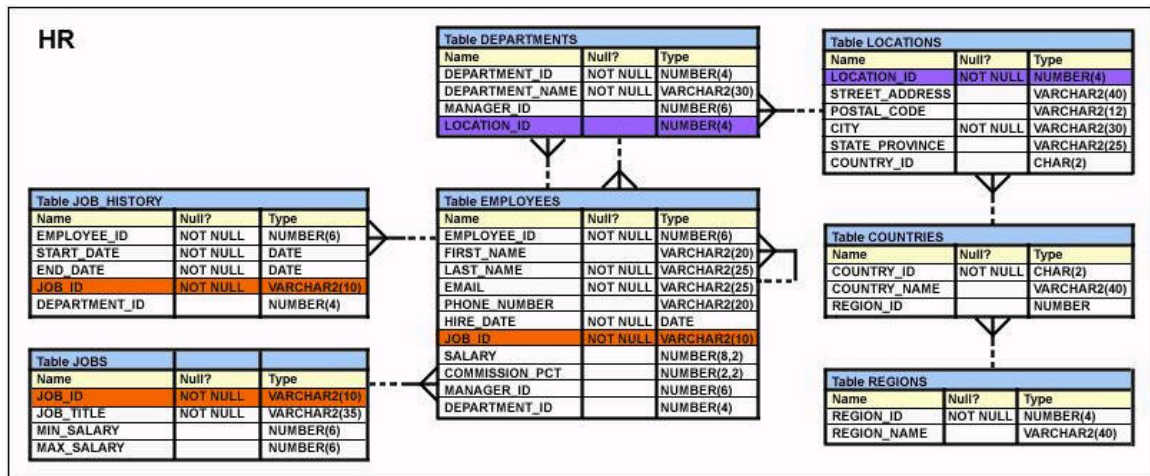 HR
Table DEPARTMENTS
Name Null? Type
DEPARTMENT_ID NOT NULL NUMBER(4)
DEPARTMENT_NAME NOT NULL VARCHAR2(30)
MANAGER_ID NUMBER(6)
LOCATION_ID NUMBER(4)
Table LOCATIONS
Name Null? Type
LOCATION_ID NOT NULL NUMBER(4)
STREET_ADDRESS VARCHAR2(40)
POSTAL_CODE VARCHAR2(12)
CITY NOT NULL VARCHAR2(30)
STATE_PROVINCE VARCHAR2(25)
COUNTRY_ID CHAR(2)
Table JOB_HISTORY
Name Null? Type
EMPLOYEE_ID NOT NULL NUMBER(6)
START_DATE NOT NULL DATE
END_DATE NOT NULL DATE
JOB_ID NOT NULL VARCHAR2(10)
DEPARTMENT_ID NUMBER(4)
Table EMPLOYEES
Name Null? Type
EMPLOYEE_ID NOT NULL NUMBER(6)
FIRST_NAME VARCHAR2(20)
LAST_NAME NOT NULL VARCHAR2(25)
EMAIL NOT NULL VARCHAR2(25)
PHONE_NUMBER VARCHAR2(20)
HIRE_DATE NOT NULL DATE
JOB_ID NOT NULL VARCHAR2(10)
SALARY NUMBER(8,2)
COMMISSION_PCT NUMBER(2,2)
MANAGER_ID NUMBER(6)
DEPARTMENT_ID NUMBER(4)
Table COUNTRIES
Name Null? Type
COUNTRY_ID NOT NULL CHAR(2)
COUNTRY_NAME VARCHAR2(40)
REGION_ID NUMBER
Table JOBS
Name Null? Type
JOB_ID NOT NULL VARCHAR2(10)
JOB_TITLE NOT NULL VARCHAR2(35)
MIN_SALARY NUMBER(6)
MAX_SALARY NUMBER(6)
Table REGIONS
Name Null? Type
REGION_ID NOT NULL NUMBER(4)
REGION_NAME VARCHAR2(40)